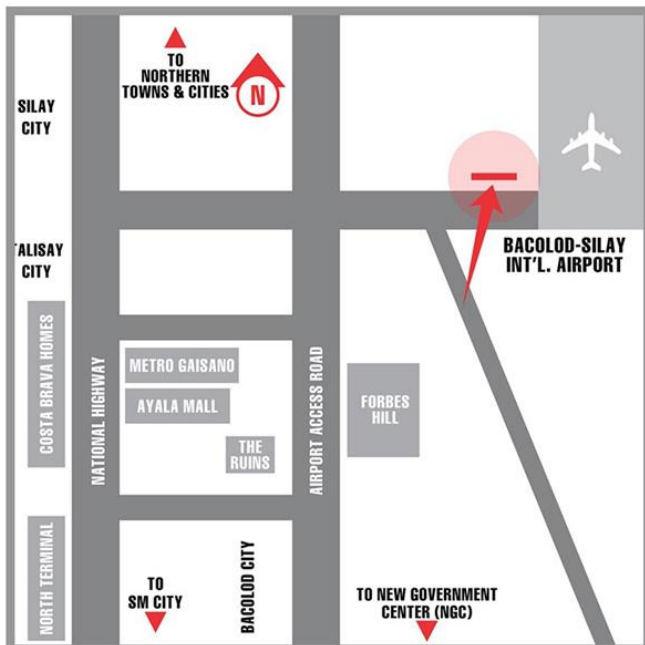 TO
NORTHERN
TOWNS & CITIES
N
SILAY
CITY
TALISAY
CITY
BACOLOD-SILAY
INT'L. AIRPORT
COSTA BRAVA HOMES
NATIONAL HIGHWAY
METRO GAISANO
AYALA MALL
THE
RUINS
AIRPORT ACCESS ROAD
FORBES
HILL
NORTH TERMINAL
TO
SM CITY
BACOLOD CITY
TO NEW GOVERNMENT
CENTER (NGC)